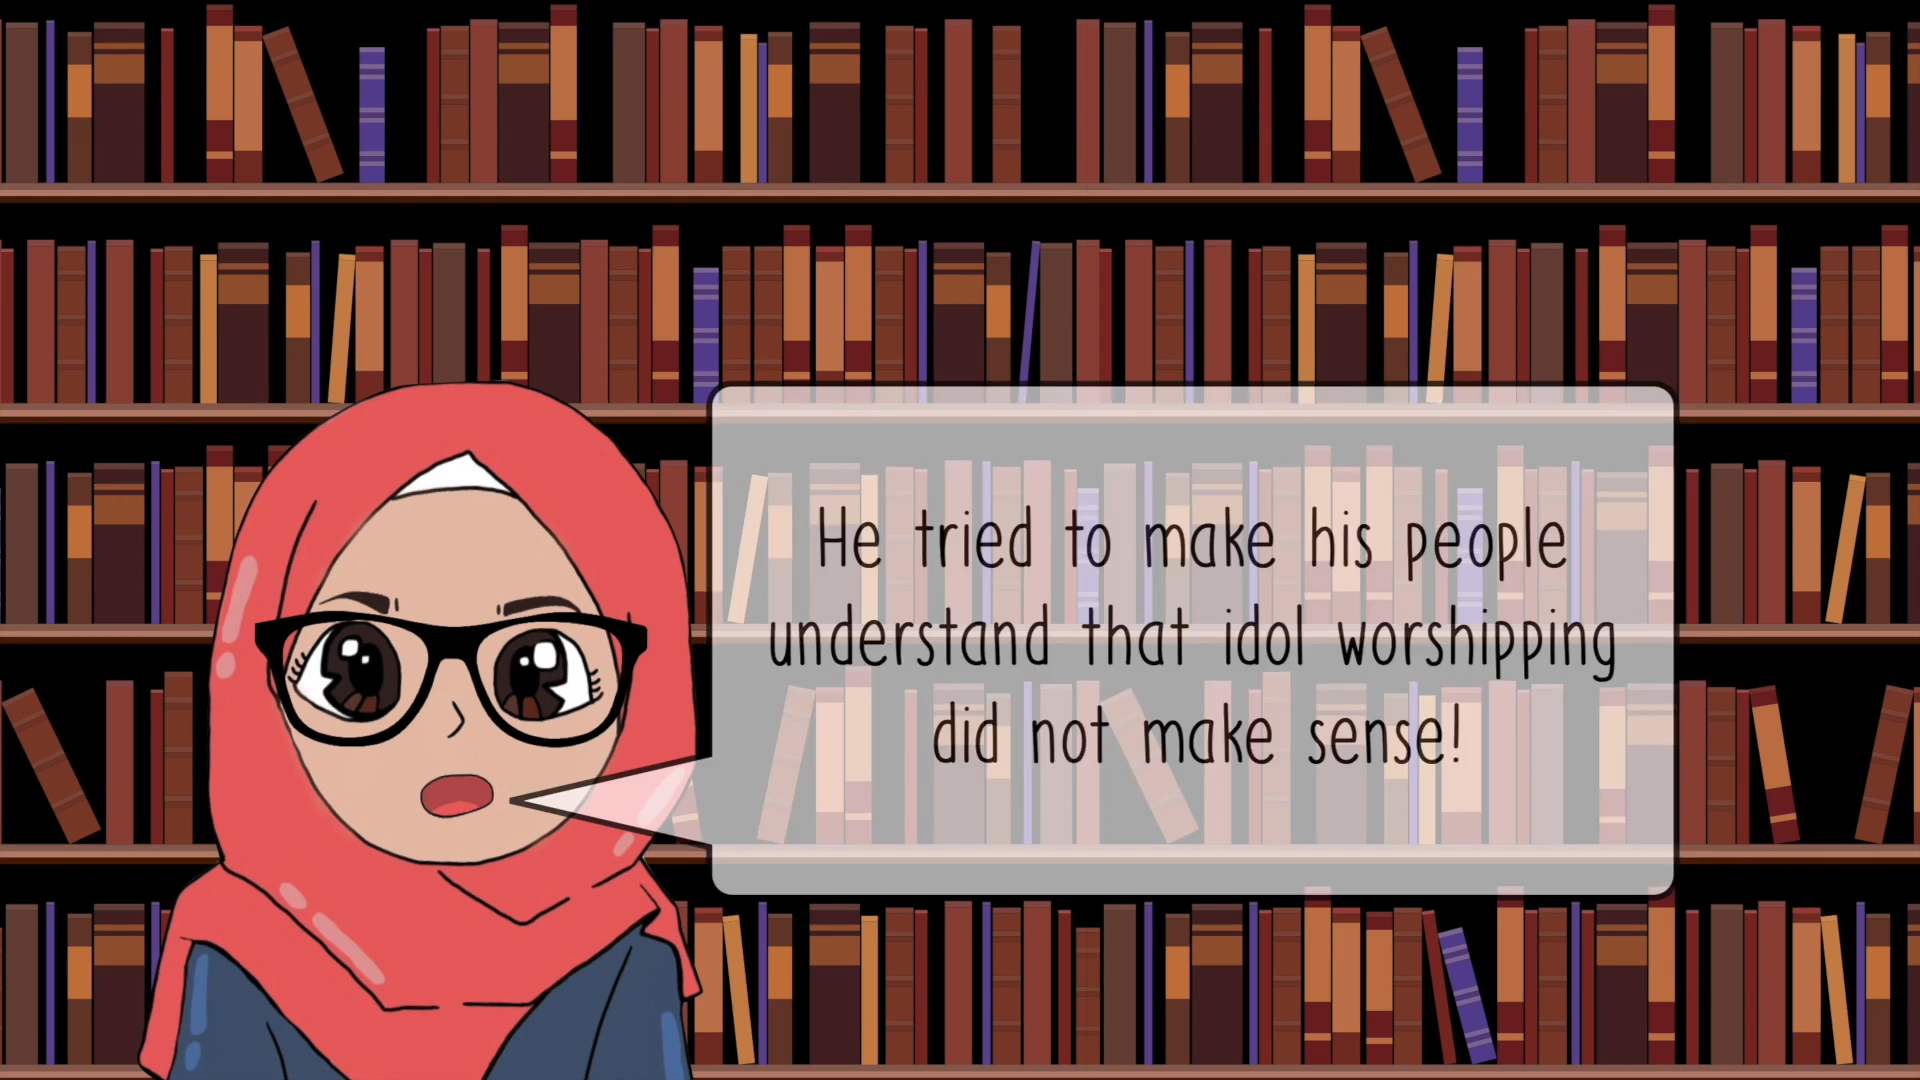 He tried to make his people
understand that idol worshipping
did not make sense!